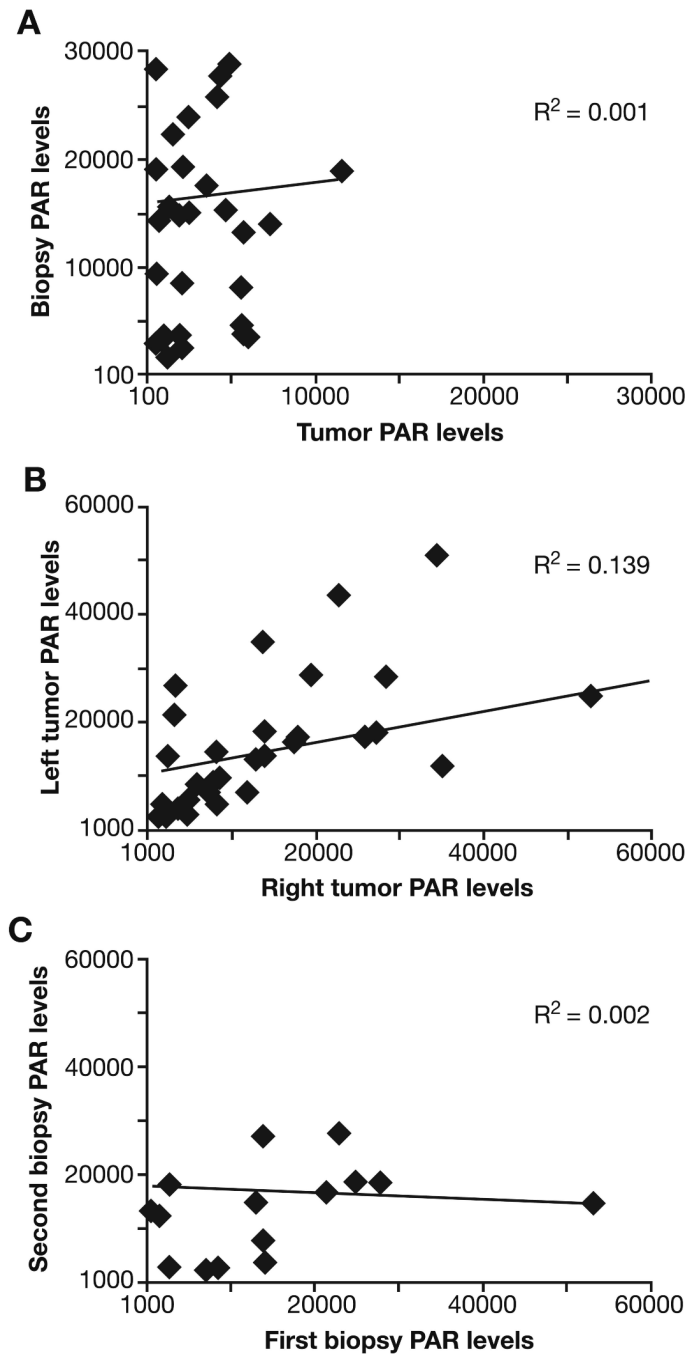 A
30000
20000
10000
100
Biopsy PAR levels
R² = 0.001
100 10000 20000 30000
Tumor PAR levels
B
60000
40000
20000
1000
Left tumor PAR levels
R² = 0.139
1000 20000 40000 60000
Right tumor PAR levels
C
60000
40000
20000
1000
Second biopsy PAR levels
R² = 0.002
1000 20000 40000 60000
First biopsy PAR levels